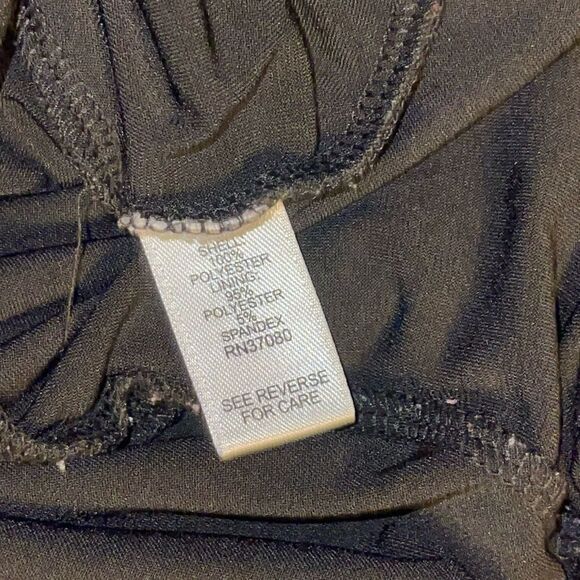 SHELL:
100%
POLYESTER
LINING:
95%
POLYESTER
5%
SPANDEX
RN37080
SEE REVERSE
FOR CARE